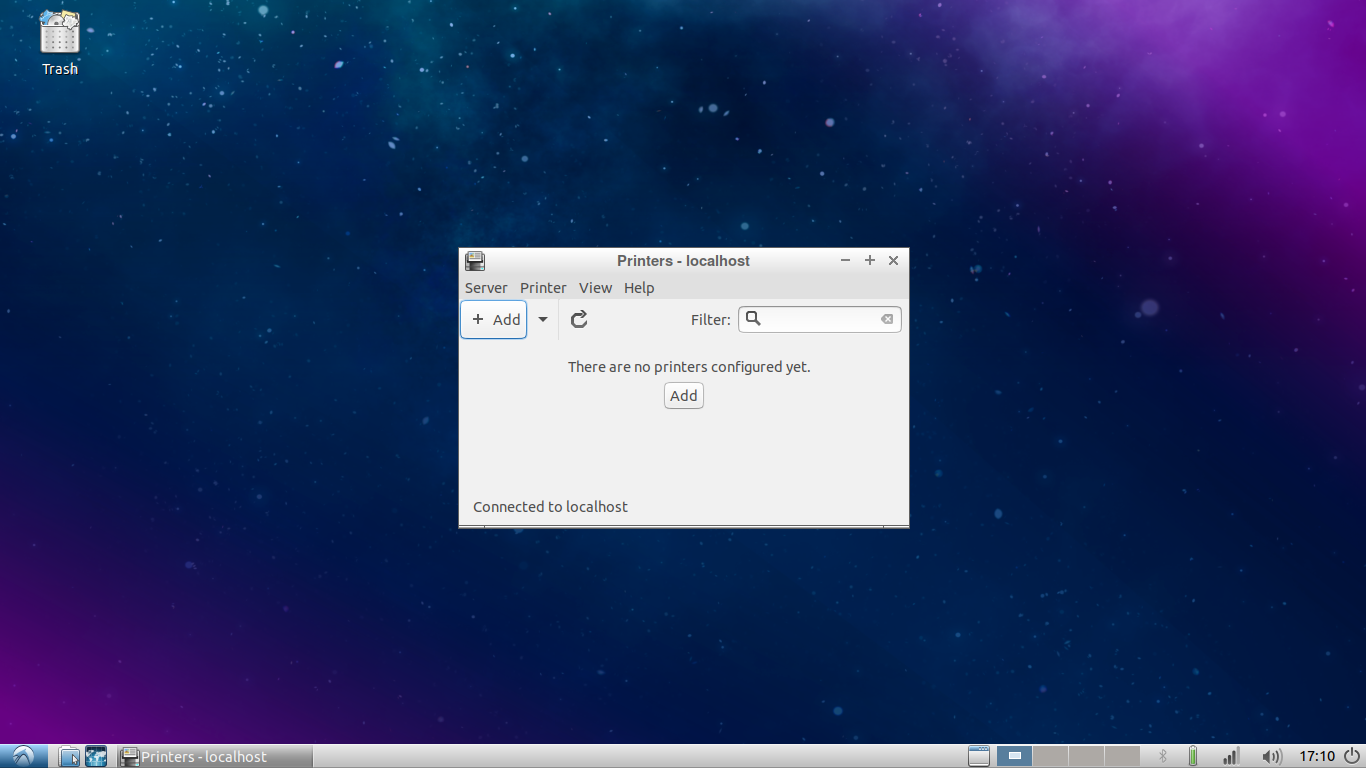 Trash
Printers - localhost
Server Printer View Help
Add
Filter:
There are no printers configured yet.
Add
Connected to localhost
Printers - localhost
17:10